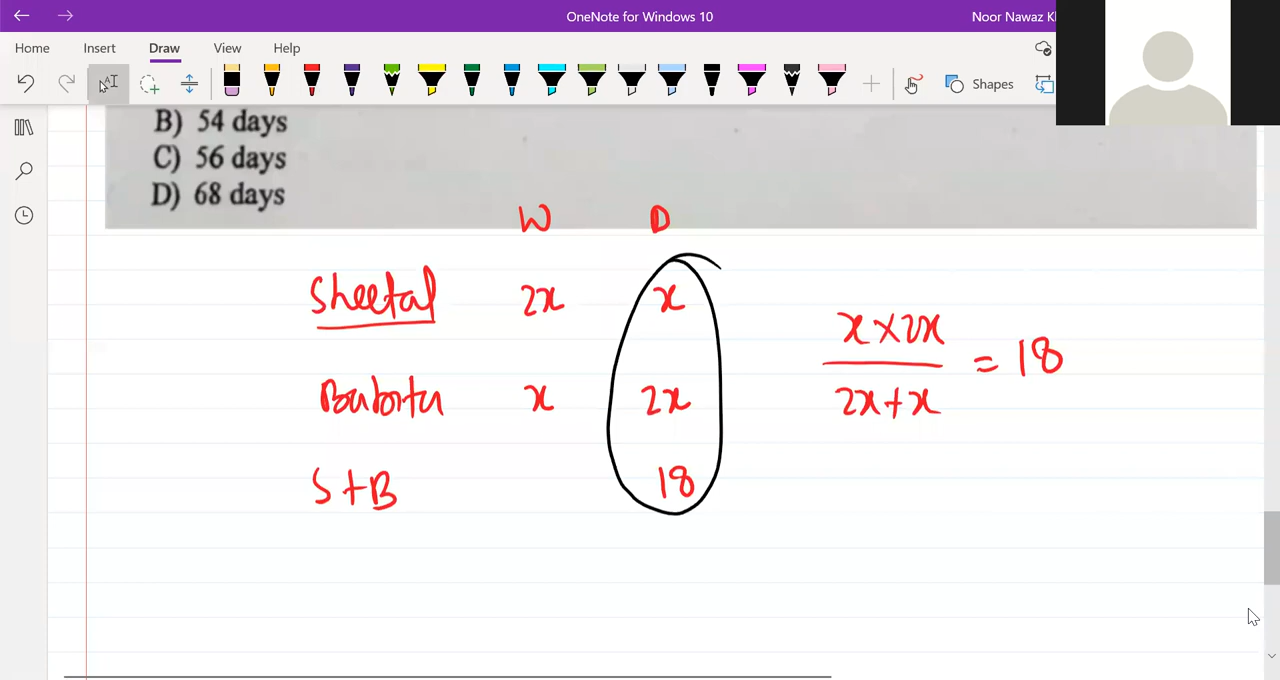 OneNote for Windows 10
Noor Nawaz Kh
Home Insert Draw View Help
Shapes
B) 54 days
C) 56 days
D) 68 days
W D
Sheetal 2x x
x × 2x
2x + x
= 18
Babita x 2x
S + B 18